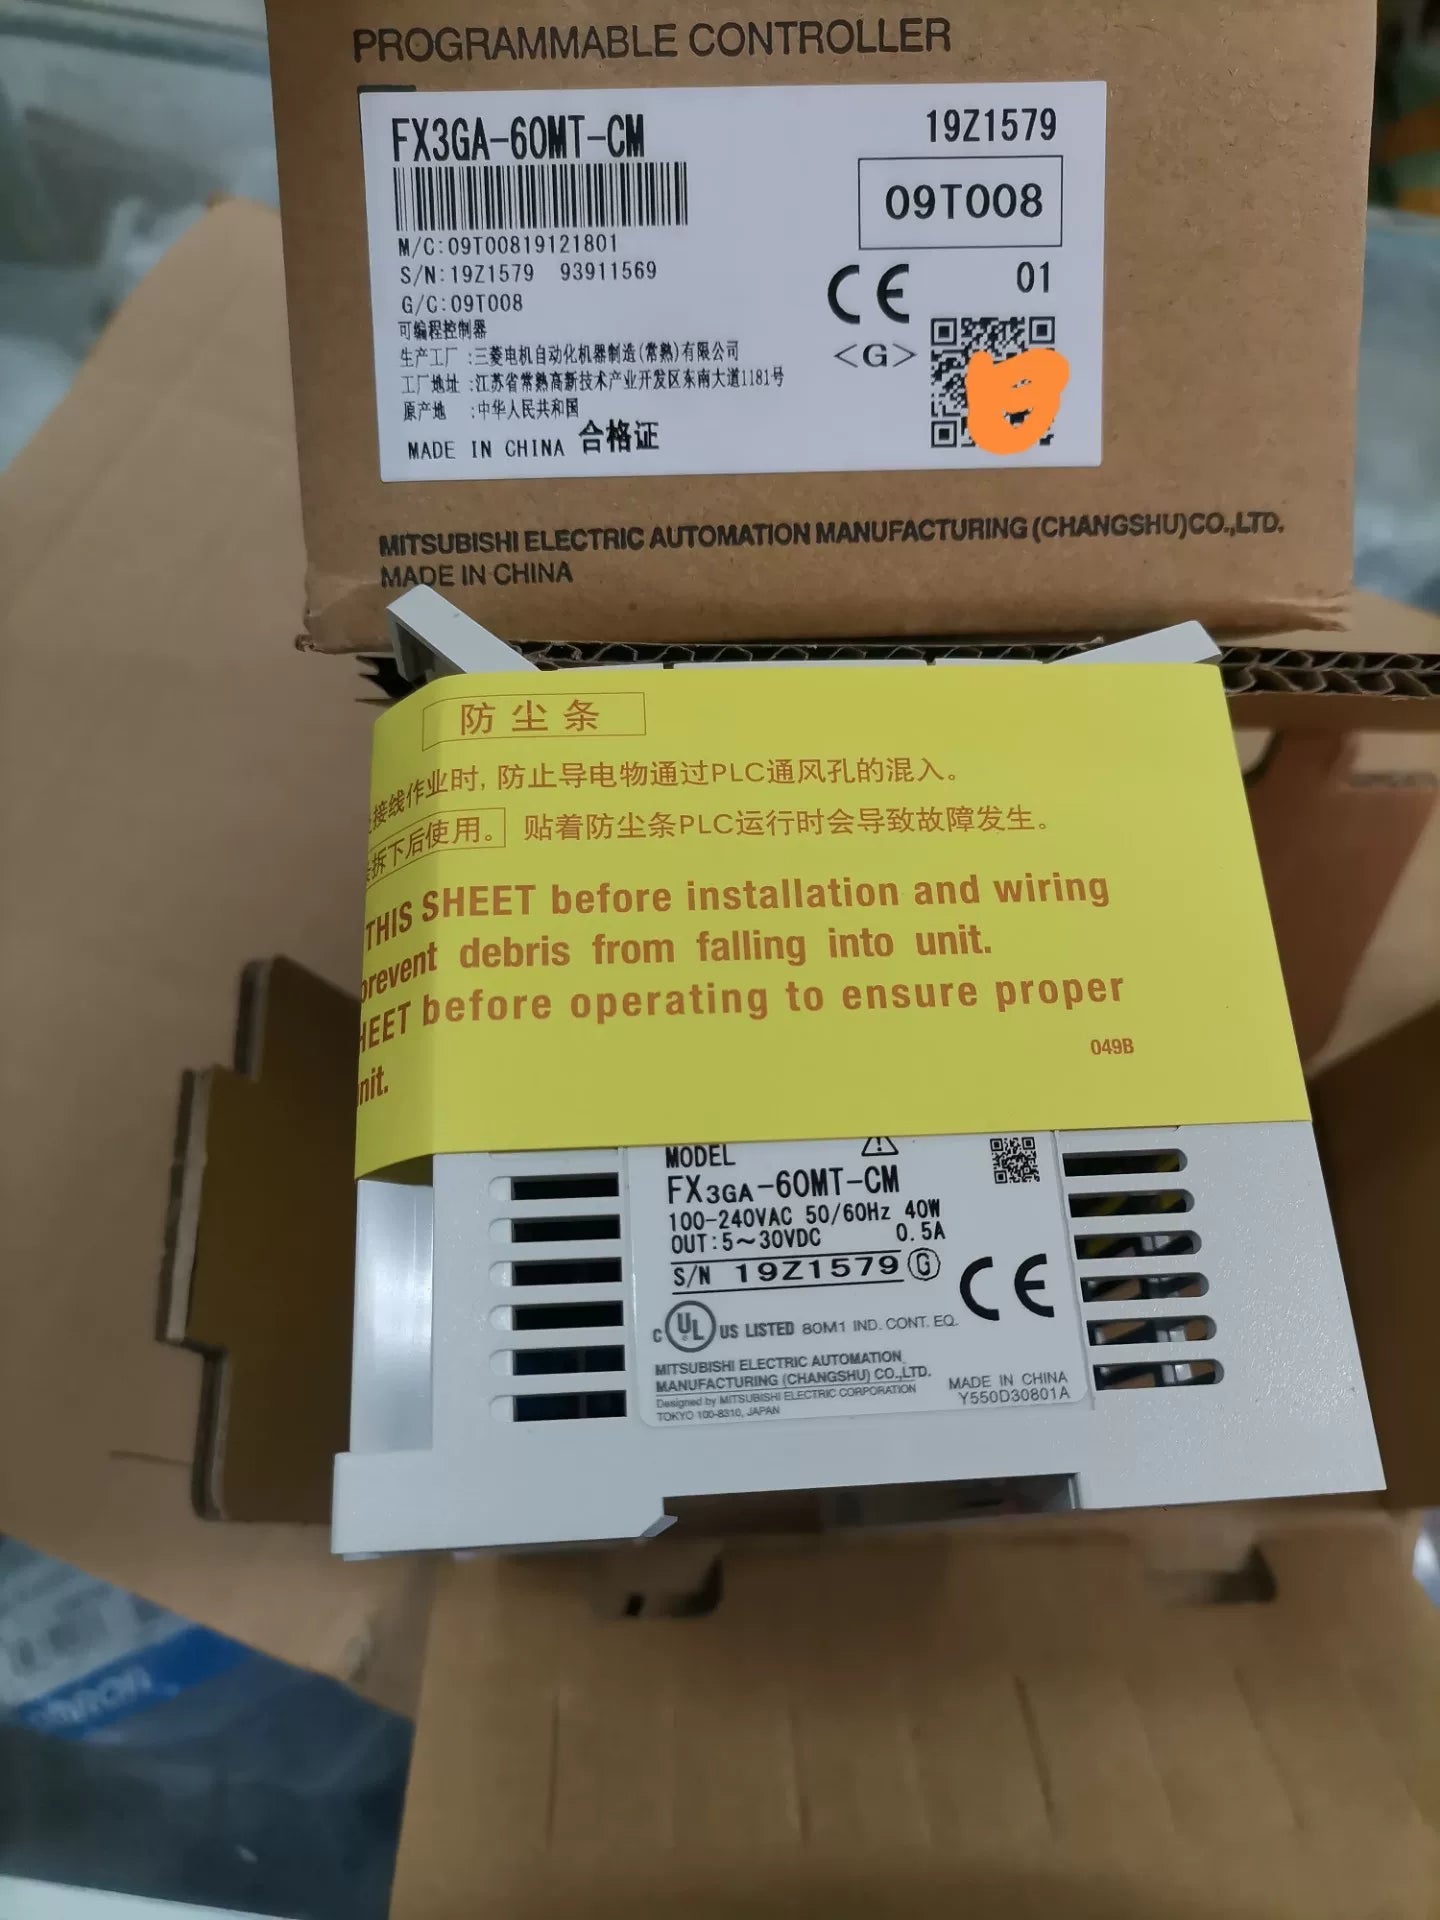 PROGRAMMABLE CONTROLLER
FX3GA-60MT-CM
19Z1579
09T008
M/C:09T00819121801
S/N:19Z1579 93911569
G/C:09T008
01
CE
<G>
可编程控制器
生产工厂 :三菱电机自动化机器制造(常熟)有限公司
工厂地址 :江苏省常熟高新技术产业开发区东南大道1181号
原产地 :中华人民共和国
MADE IN CHINA 合格证
MITSUBISHI ELECTRIC AUTOMATION MANUFACTURING (CHANGSHU)CO.,LTD.
MADE IN CHINA
防尘条
接线作业时,防止导电物通过PLC通风孔的混入。
拆下后使用。 贴着防尘条PLC运行时会导致故障发生。
THIS SHEET before installation and wiring
prevent debris from falling into unit.
HEET before operating to ensure proper
nit.
049B
MODEL
FX3GA-60MT-CM
100-240VAC 50/60Hz 40W
OUT:5~30VDC 0.5A
S/N 19Z1579 G
CE
c UL US LISTED 80M1 IND. CONT. EQ.
MITSUBISHI ELECTRIC AUTOMATION
MANUFACTURING (CHANGSHU) CO.,LTD.
Designed by MITSUBISHI ELECTRIC CORPORATION
TOKYO 100-8310, JAPAN
MADE IN CHINA
Y550D30801A